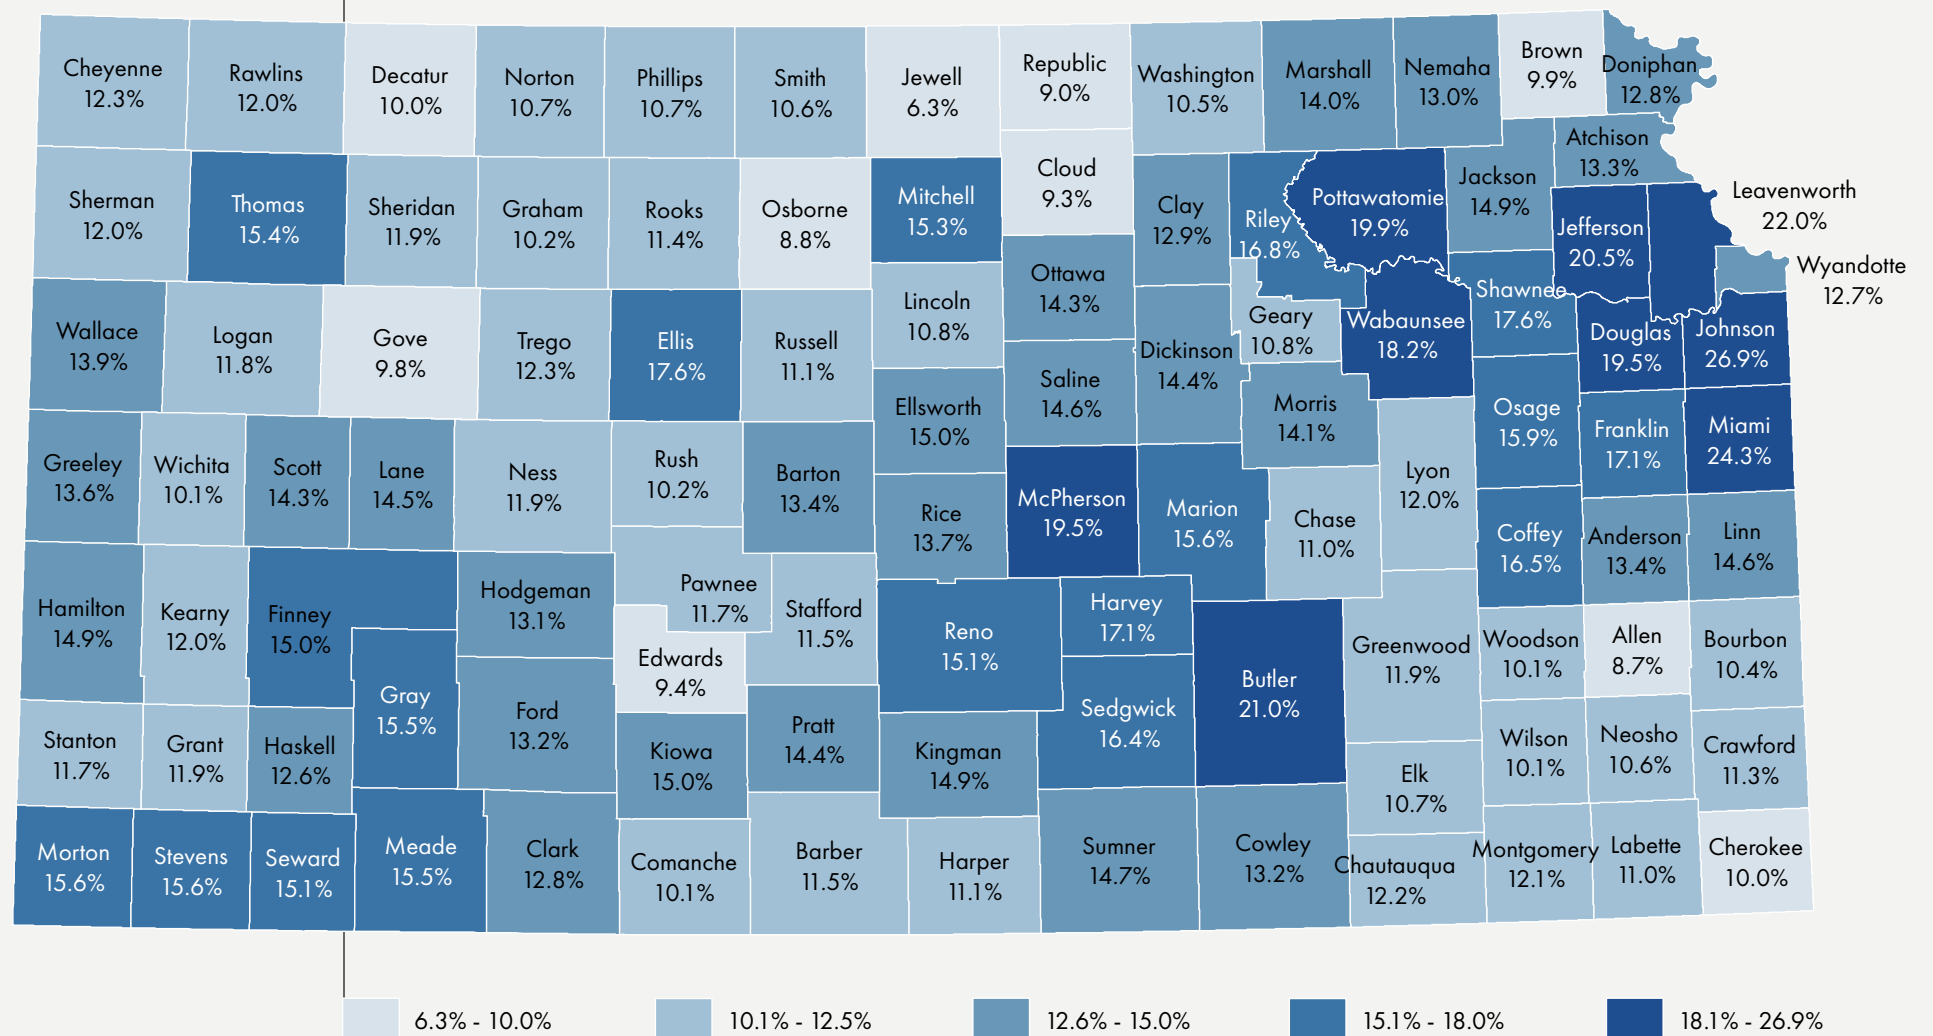 Cheyenne
12.3%
Rawlins
12.0%
Decatur
10.0%
Norton
10.7%
Phillips
10.7%
Smith
10.6%
Jewell
6.3%
Republic
9.0%
Washington
10.5%
Marshall
14.0%
Nemaha
13.0%
Brown
9.9%
Doniphan
12.8%
Atchison
13.3%
Sherman
12.0%
Thomas
15.4%
Sheridan
11.9%
Graham
10.2%
Rooks
11.4%
Osborne
8.8%
Mitchell
15.3%
Cloud
9.3%
Clay
12.9%
Riley
16.8%
Pottawatomie
19.9%
Jackson
14.9%
Jefferson
20.5%
Leavenworth
22.0%
Wyandotte
12.7%
Wallace
13.9%
Logan
11.8%
Gove
9.8%
Trego
12.3%
Ellis
17.6%
Russell
11.1%
Lincoln
10.8%
Ottawa
14.3%
Saline
14.6%
Dickinson
14.4%
Geary
10.8%
Wabaunsee
18.2%
Shawnee
17.6%
Douglas
19.5%
Johnson
26.9%
Ellsworth
15.0%
Morris
14.1%
Osage
15.9%
Franklin
17.1%
Miami
24.3%
Greeley
13.6%
Wichita
10.1%
Scott
14.3%
Lane
14.5%
Ness
11.9%
Rush
10.2%
Barton
13.4%
Rice
13.7%
McPherson
19.5%
Marion
15.6%
Chase
11.0%
Lyon
12.0%
Coffey
16.5%
Anderson
13.4%
Linn
14.6%
Hamilton
14.9%
Kearny
12.0%
Finney
15.0%
Hodgeman
13.1%
Pawnee
11.7%
Stafford
11.5%
Edwards
9.4%
Reno
15.1%
Harvey
17.1%
Sedgwick
16.4%
Butler
21.0%
Greenwood
11.9%
Woodson
10.1%
Allen
8.7%
Bourbon
10.4%
Gray
15.5%
Ford
13.2%
Kiowa
15.0%
Pratt
14.4%
Kingman
14.9%
Stanton
11.7%
Grant
11.9%
Haskell
12.6%
Elk
10.7%
Wilson
10.1%
Neosho
10.6%
Crawford
11.3%
Morton
15.6%
Stevens
15.6%
Seward
15.1%
Meade
15.5%
Clark
12.8%
Comanche
10.1%
Barber
11.5%
Harper
11.1%
Sumner
14.7%
Cowley
13.2%
Chautauqua
12.2%
Montgomery
12.1%
Labette
11.0%
Cherokee
10.0%
6.3% - 10.0%
10.1% - 12.5%
12.6% - 15.0%
15.1% - 18.0%
18.1% - 26.9%